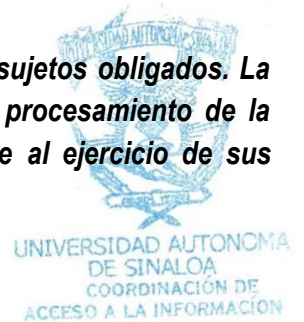 sujetos obligados. La
procesamiento de la
e al ejercicio de sus
UNIVERSIDAD AUTONOMA
DE SINALOA
COORDINACIÓN DE
ACCESO A LA INFORMACIÓN